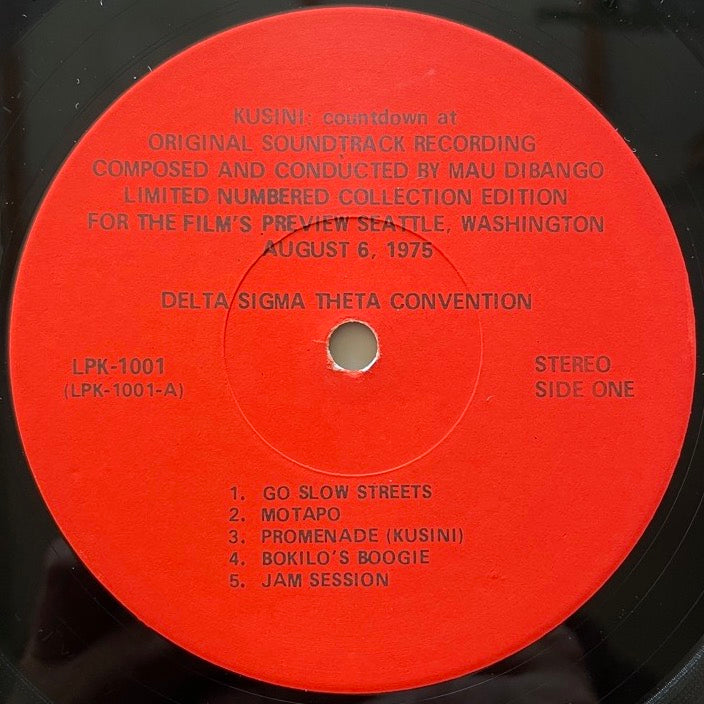 KUSINI: countdown at
ORIGINAL SOUNDTRACK RECORDING
COMPOSED AND CONDUCTED BY MAU DIBANGO
LIMITED NUMBERED COLLECTION EDITION
FOR THE FILM'S PREVIEW SEATTLE, WASHINGTON
AUGUST 6, 1975
DELTA SIGMA THETA CONVENTION
LPK-1001
(LPK-1001-A)
STEREO
SIDE ONE
1. GO SLOW STREETS
2. MOTAPO
3. PROMENADE (KUSINI)
4. BOKILO'S BOOGIE
5. JAM SESSION